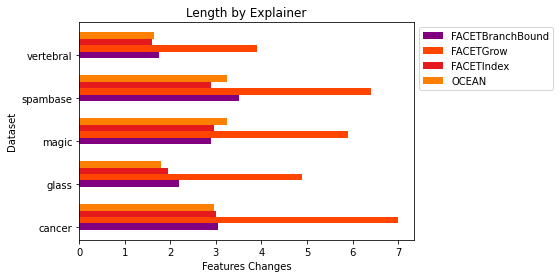 Length by Explainer
FACETBranchBound
FACETGrow
FACETIndex
OCEAN
Dataset
vertebral
spambase
magic
glass
cancer
0 1 2 3 4 5 6 7
Features Changes